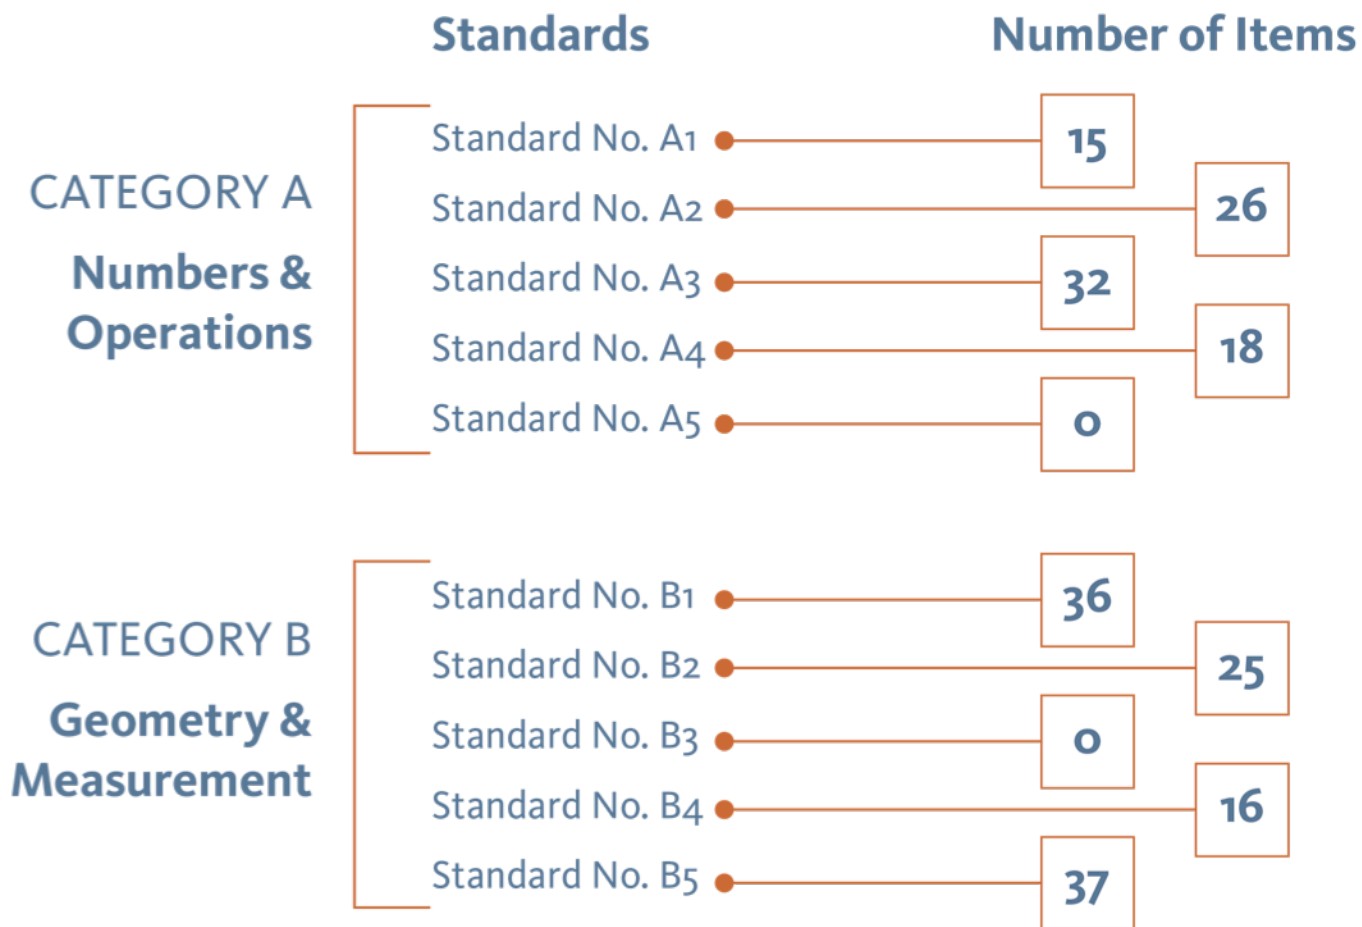 Standards Number of Items
CATEGORY A
Numbers &
Operations
Standard No. A1 15
Standard No. A2 26
Standard No. A3 32
Standard No. A4 18
Standard No. A5 0
CATEGORY B
Geometry &
Measurement
Standard No. B1 36
Standard No. B2 25
Standard No. B3 0
Standard No. B4 16
Standard No. B5 37